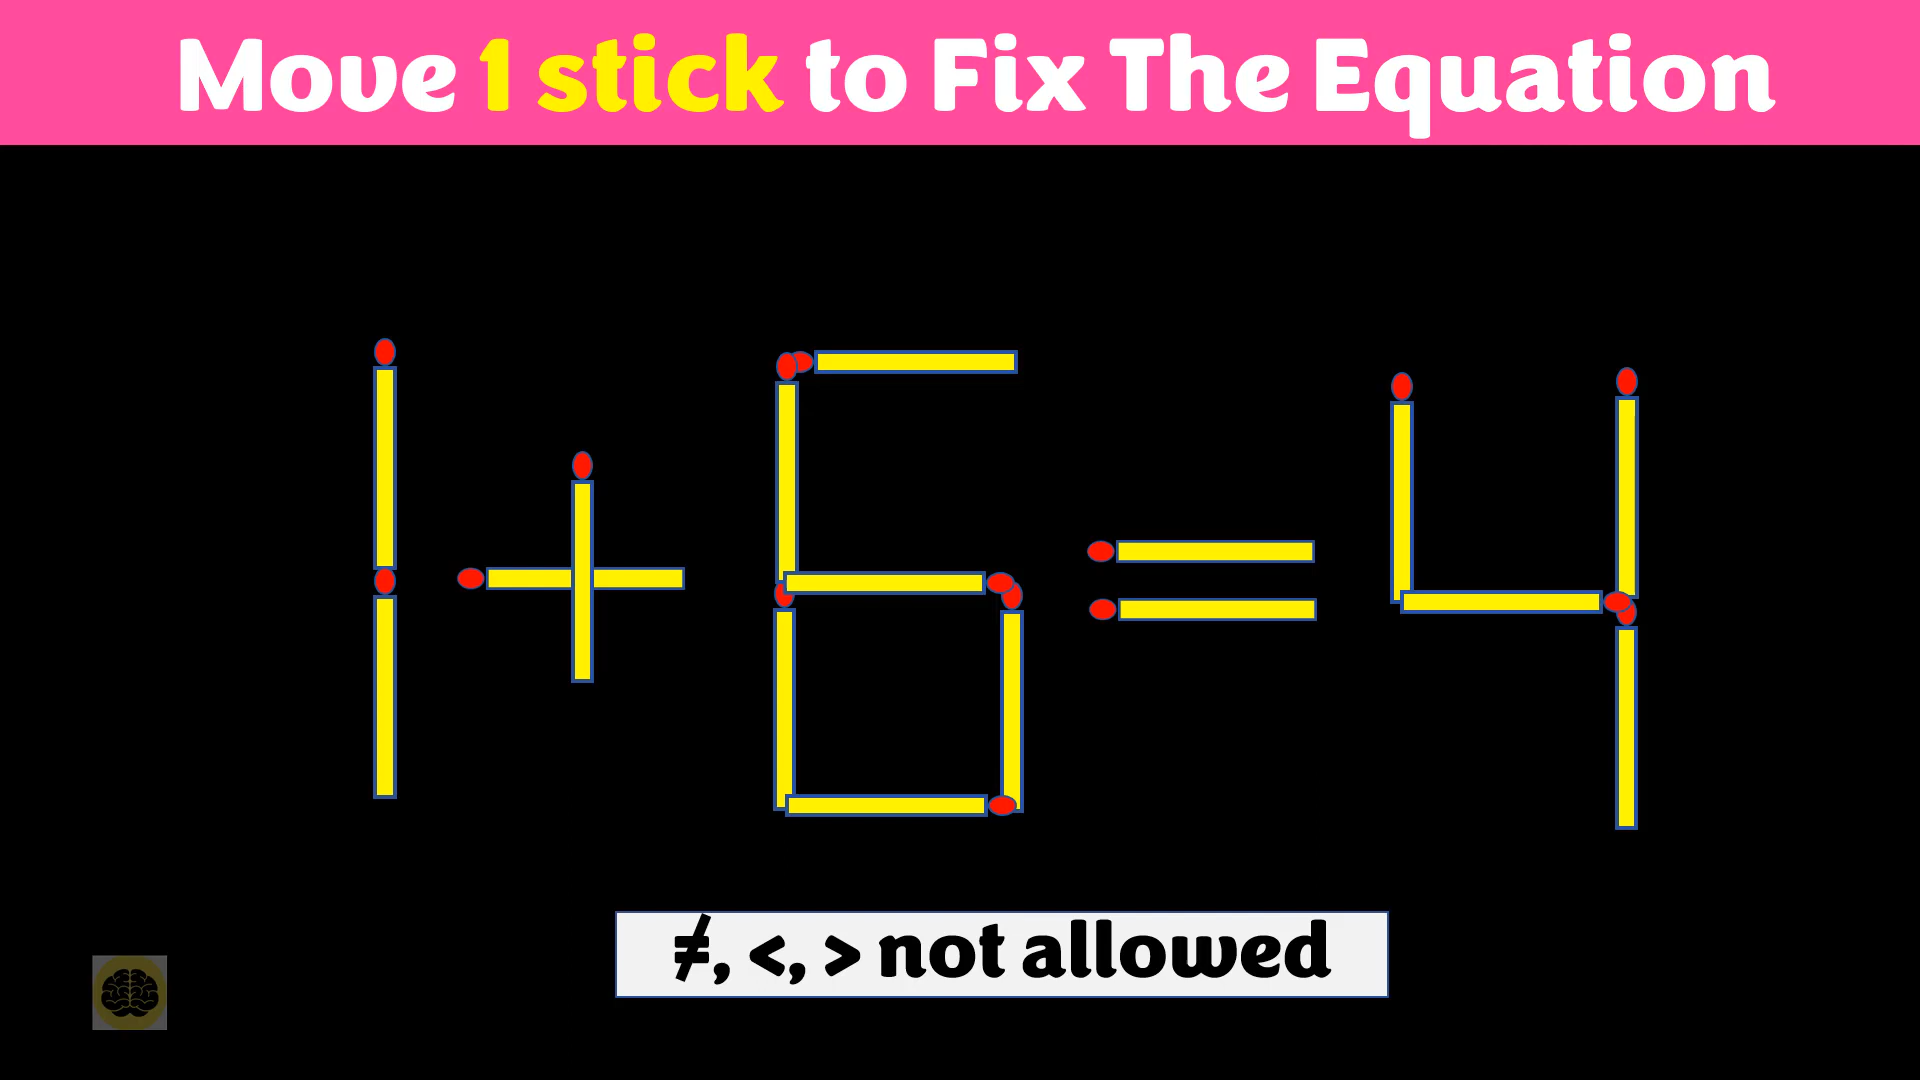 Move 1 stick to Fix The Equation
1 + 6 = 4
≠, <, > not allowed